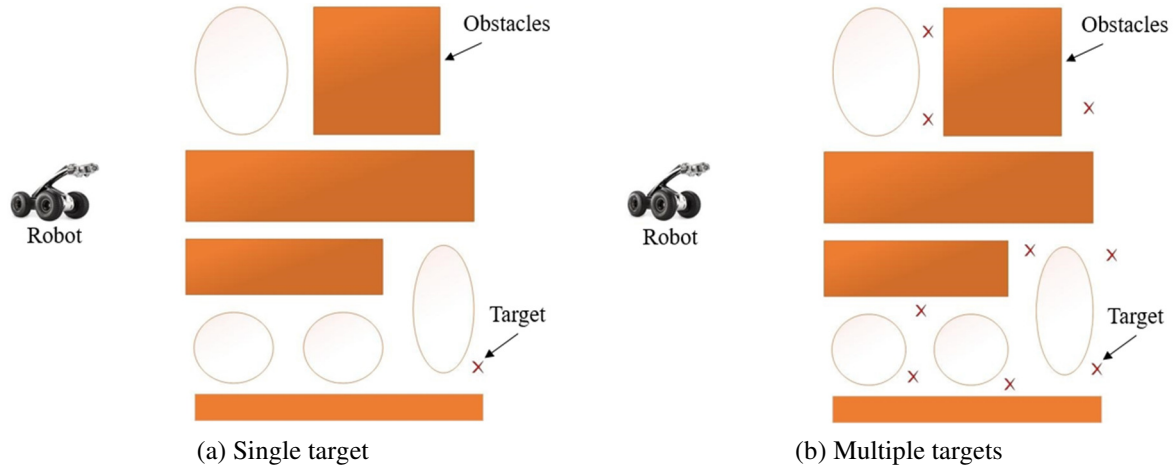 Obstacles
Robot
Target
(a) Single target
Obstacles
Robot
Target
(b) Multiple targets